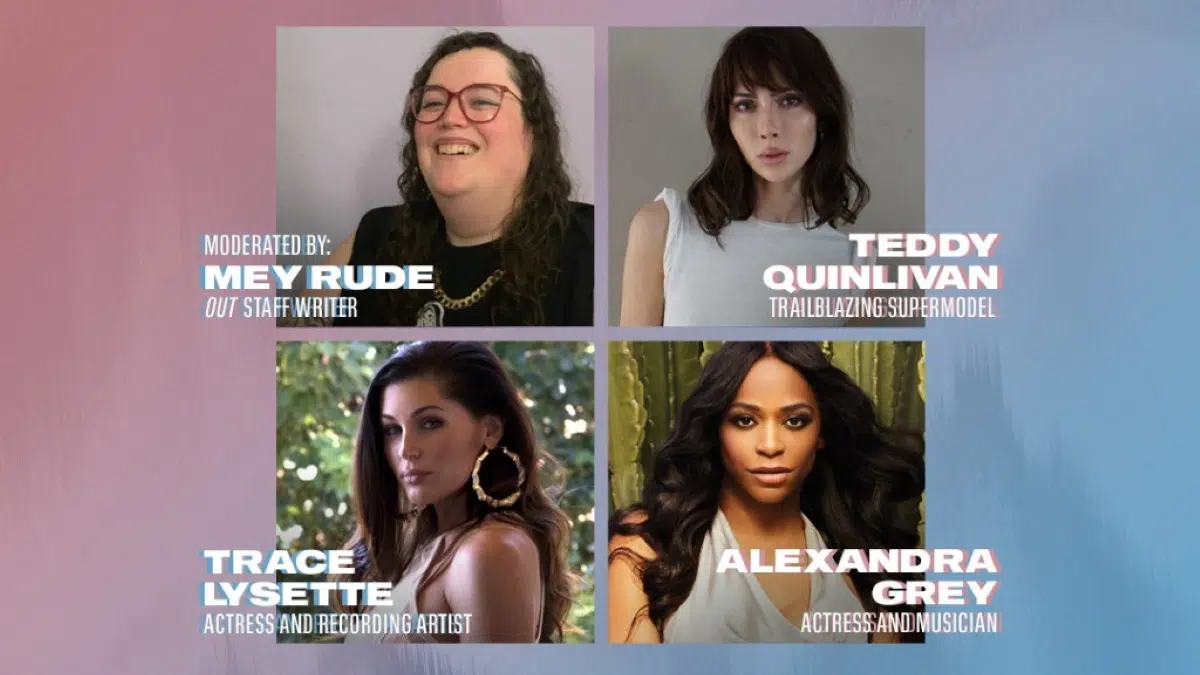 MODERATED BY:
MEY RUDE
OUT STAFF WRITER
TEDDY
QUINLIVAN
TRAILBLAZING SUPERMODEL
TRACE
LYSETTE
ACTRESS AND RECORDING ARTIST
ALEXANDRA
GREY
ACTRESS AND MUSICIAN